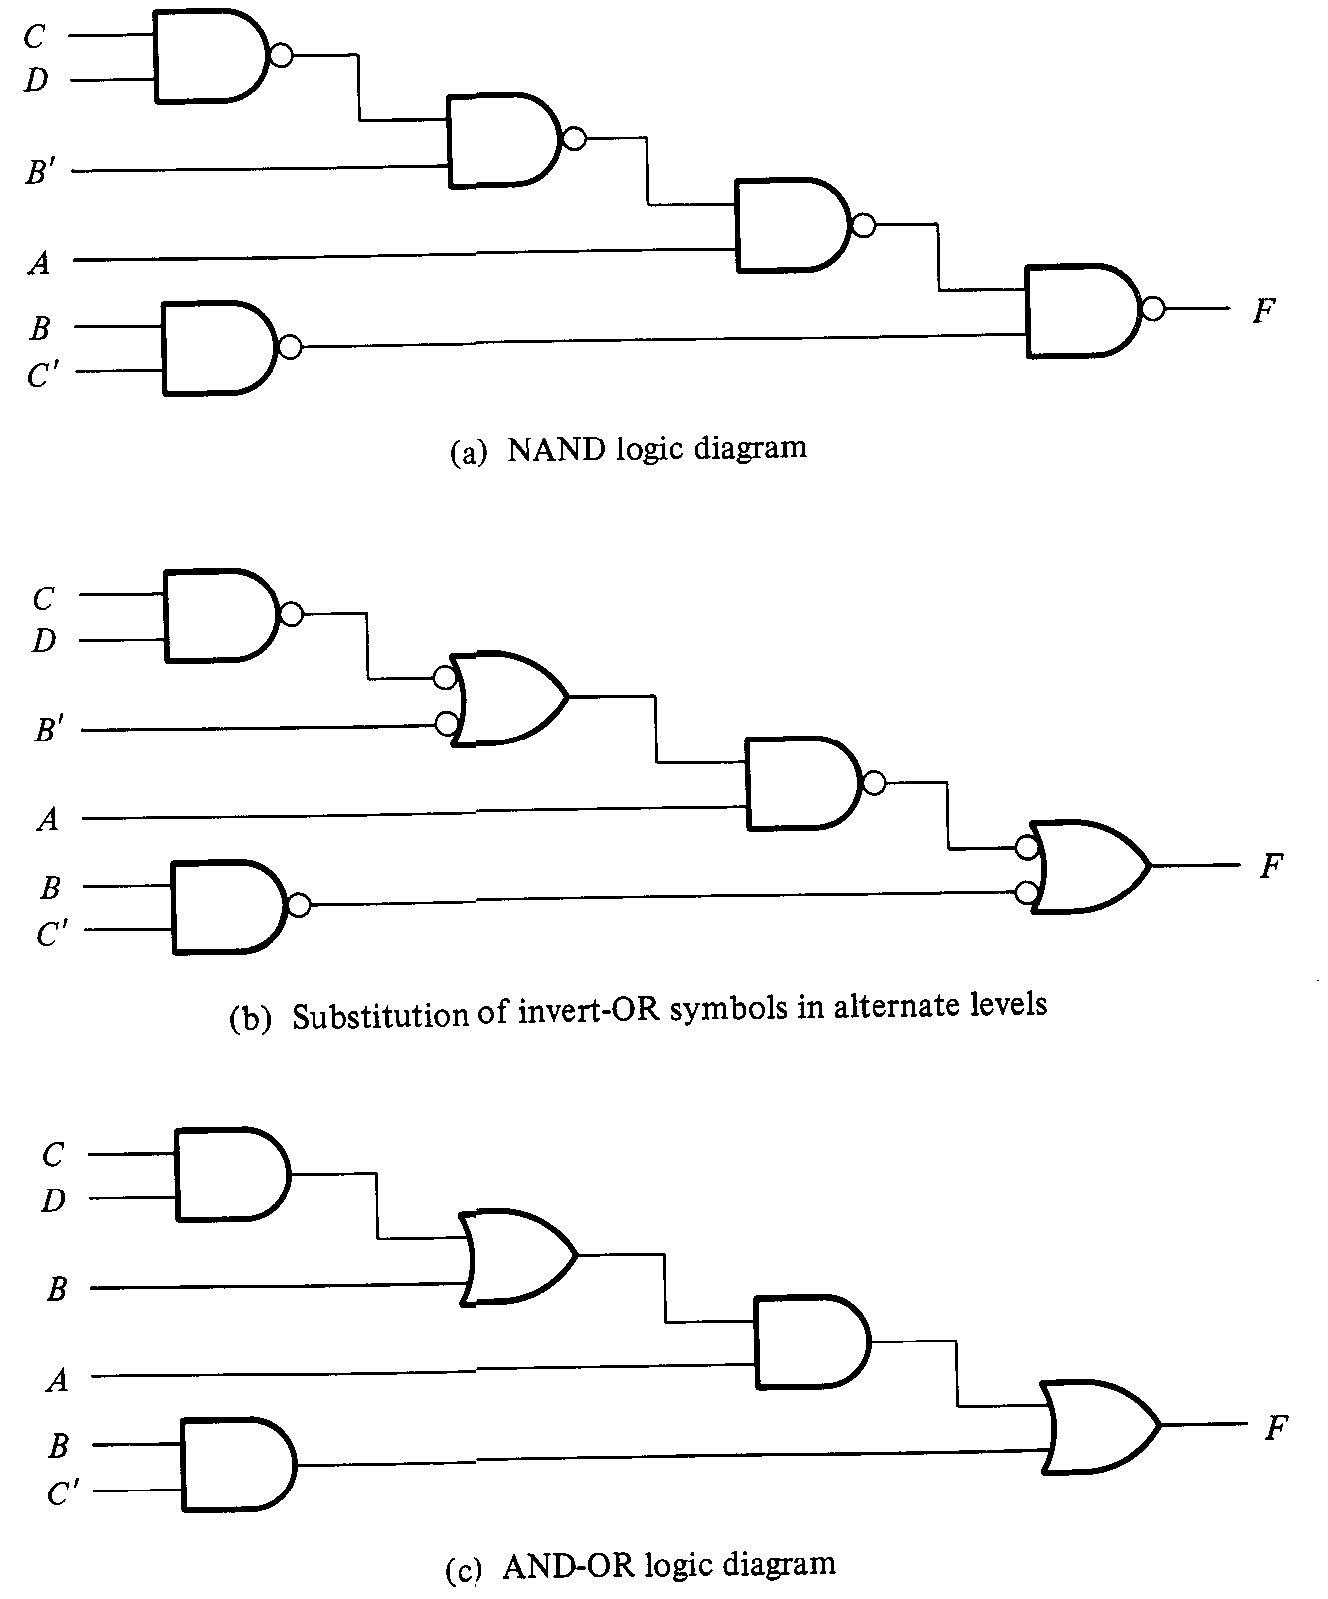 C
D
B'
A
B
C'
F
(a) NAND logic diagram
C
D
B'
A
B
C'
F
(b) Substitution of invert-OR symbols in alternate levels
C
D
B
A
B
C'
F
(c) AND-OR logic diagram